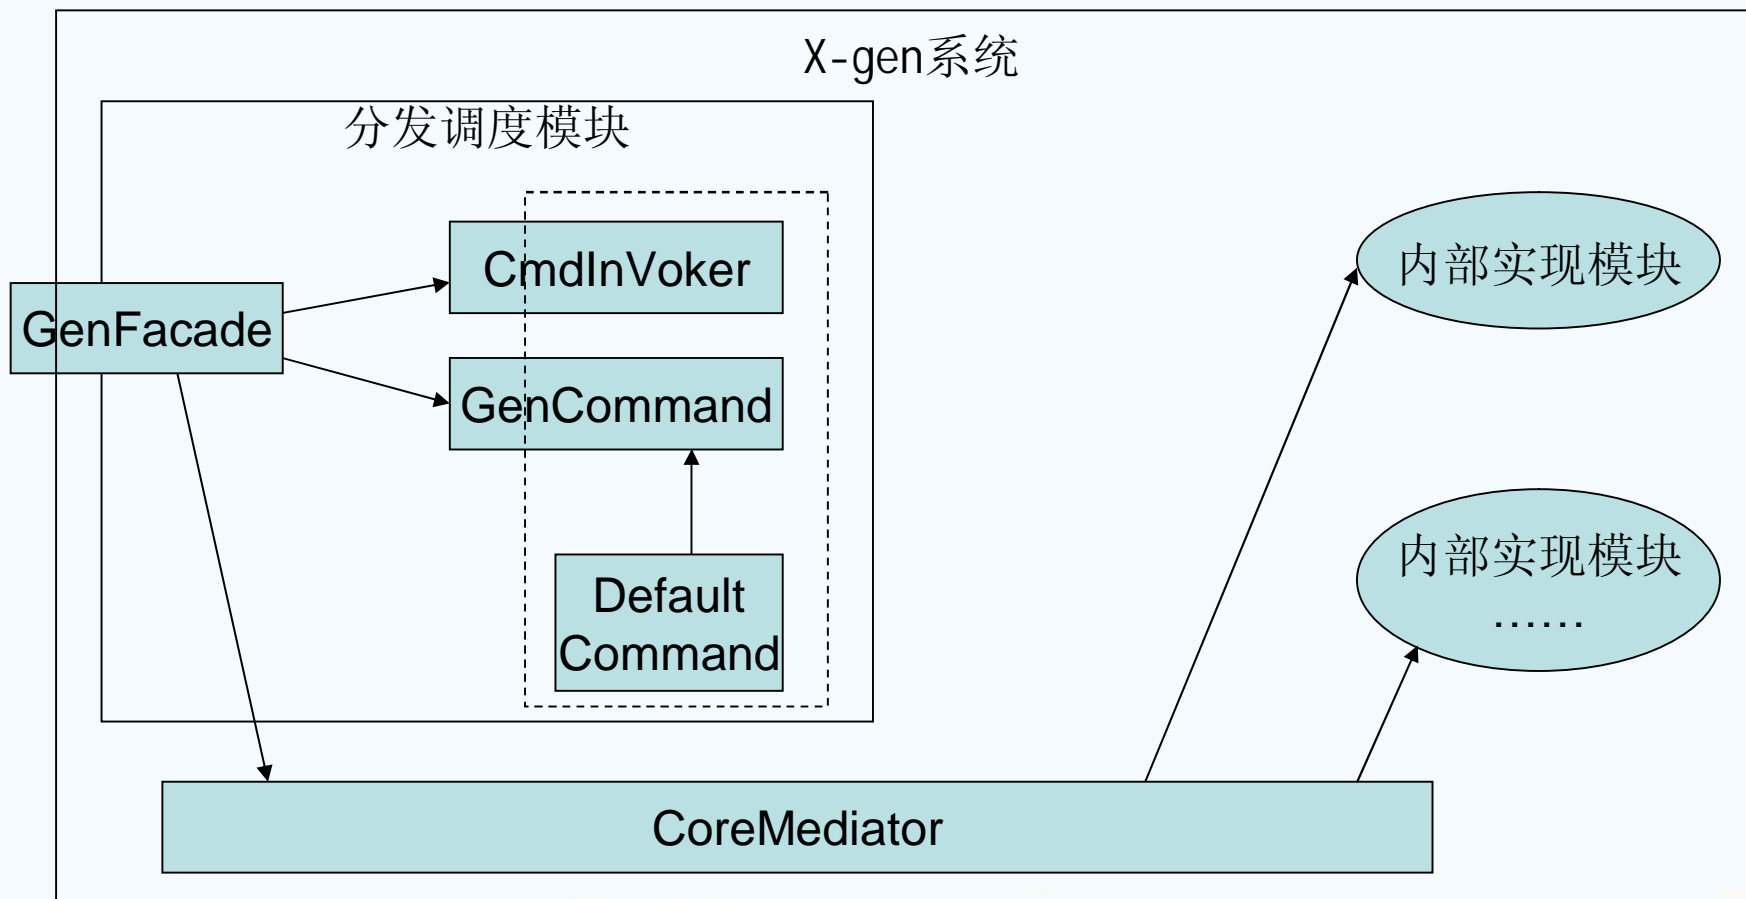 X-gen系统
分发调度模块
CmdInVoker
GenFacade
GenCommand
Default
Command
内部实现模块
内部实现模块
……
CoreMediator